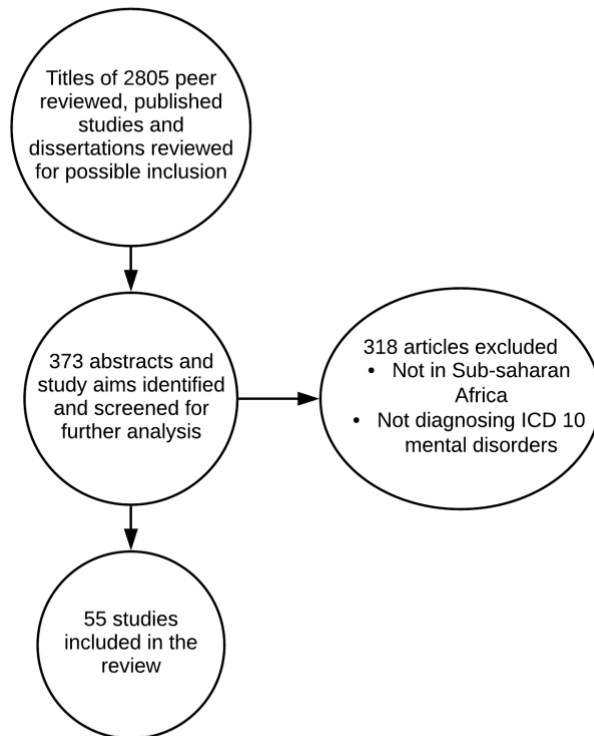 Titles of 2805 peer
reviewed, published
studies and
dissertations reviewed
for possible inclusion
373 abstracts and
study aims identified
and screened for
further analysis
318 articles excluded
• Not in Sub-saharan
Africa
• Not diagnosing ICD 10
mental disorders
55 studies
included in the
review